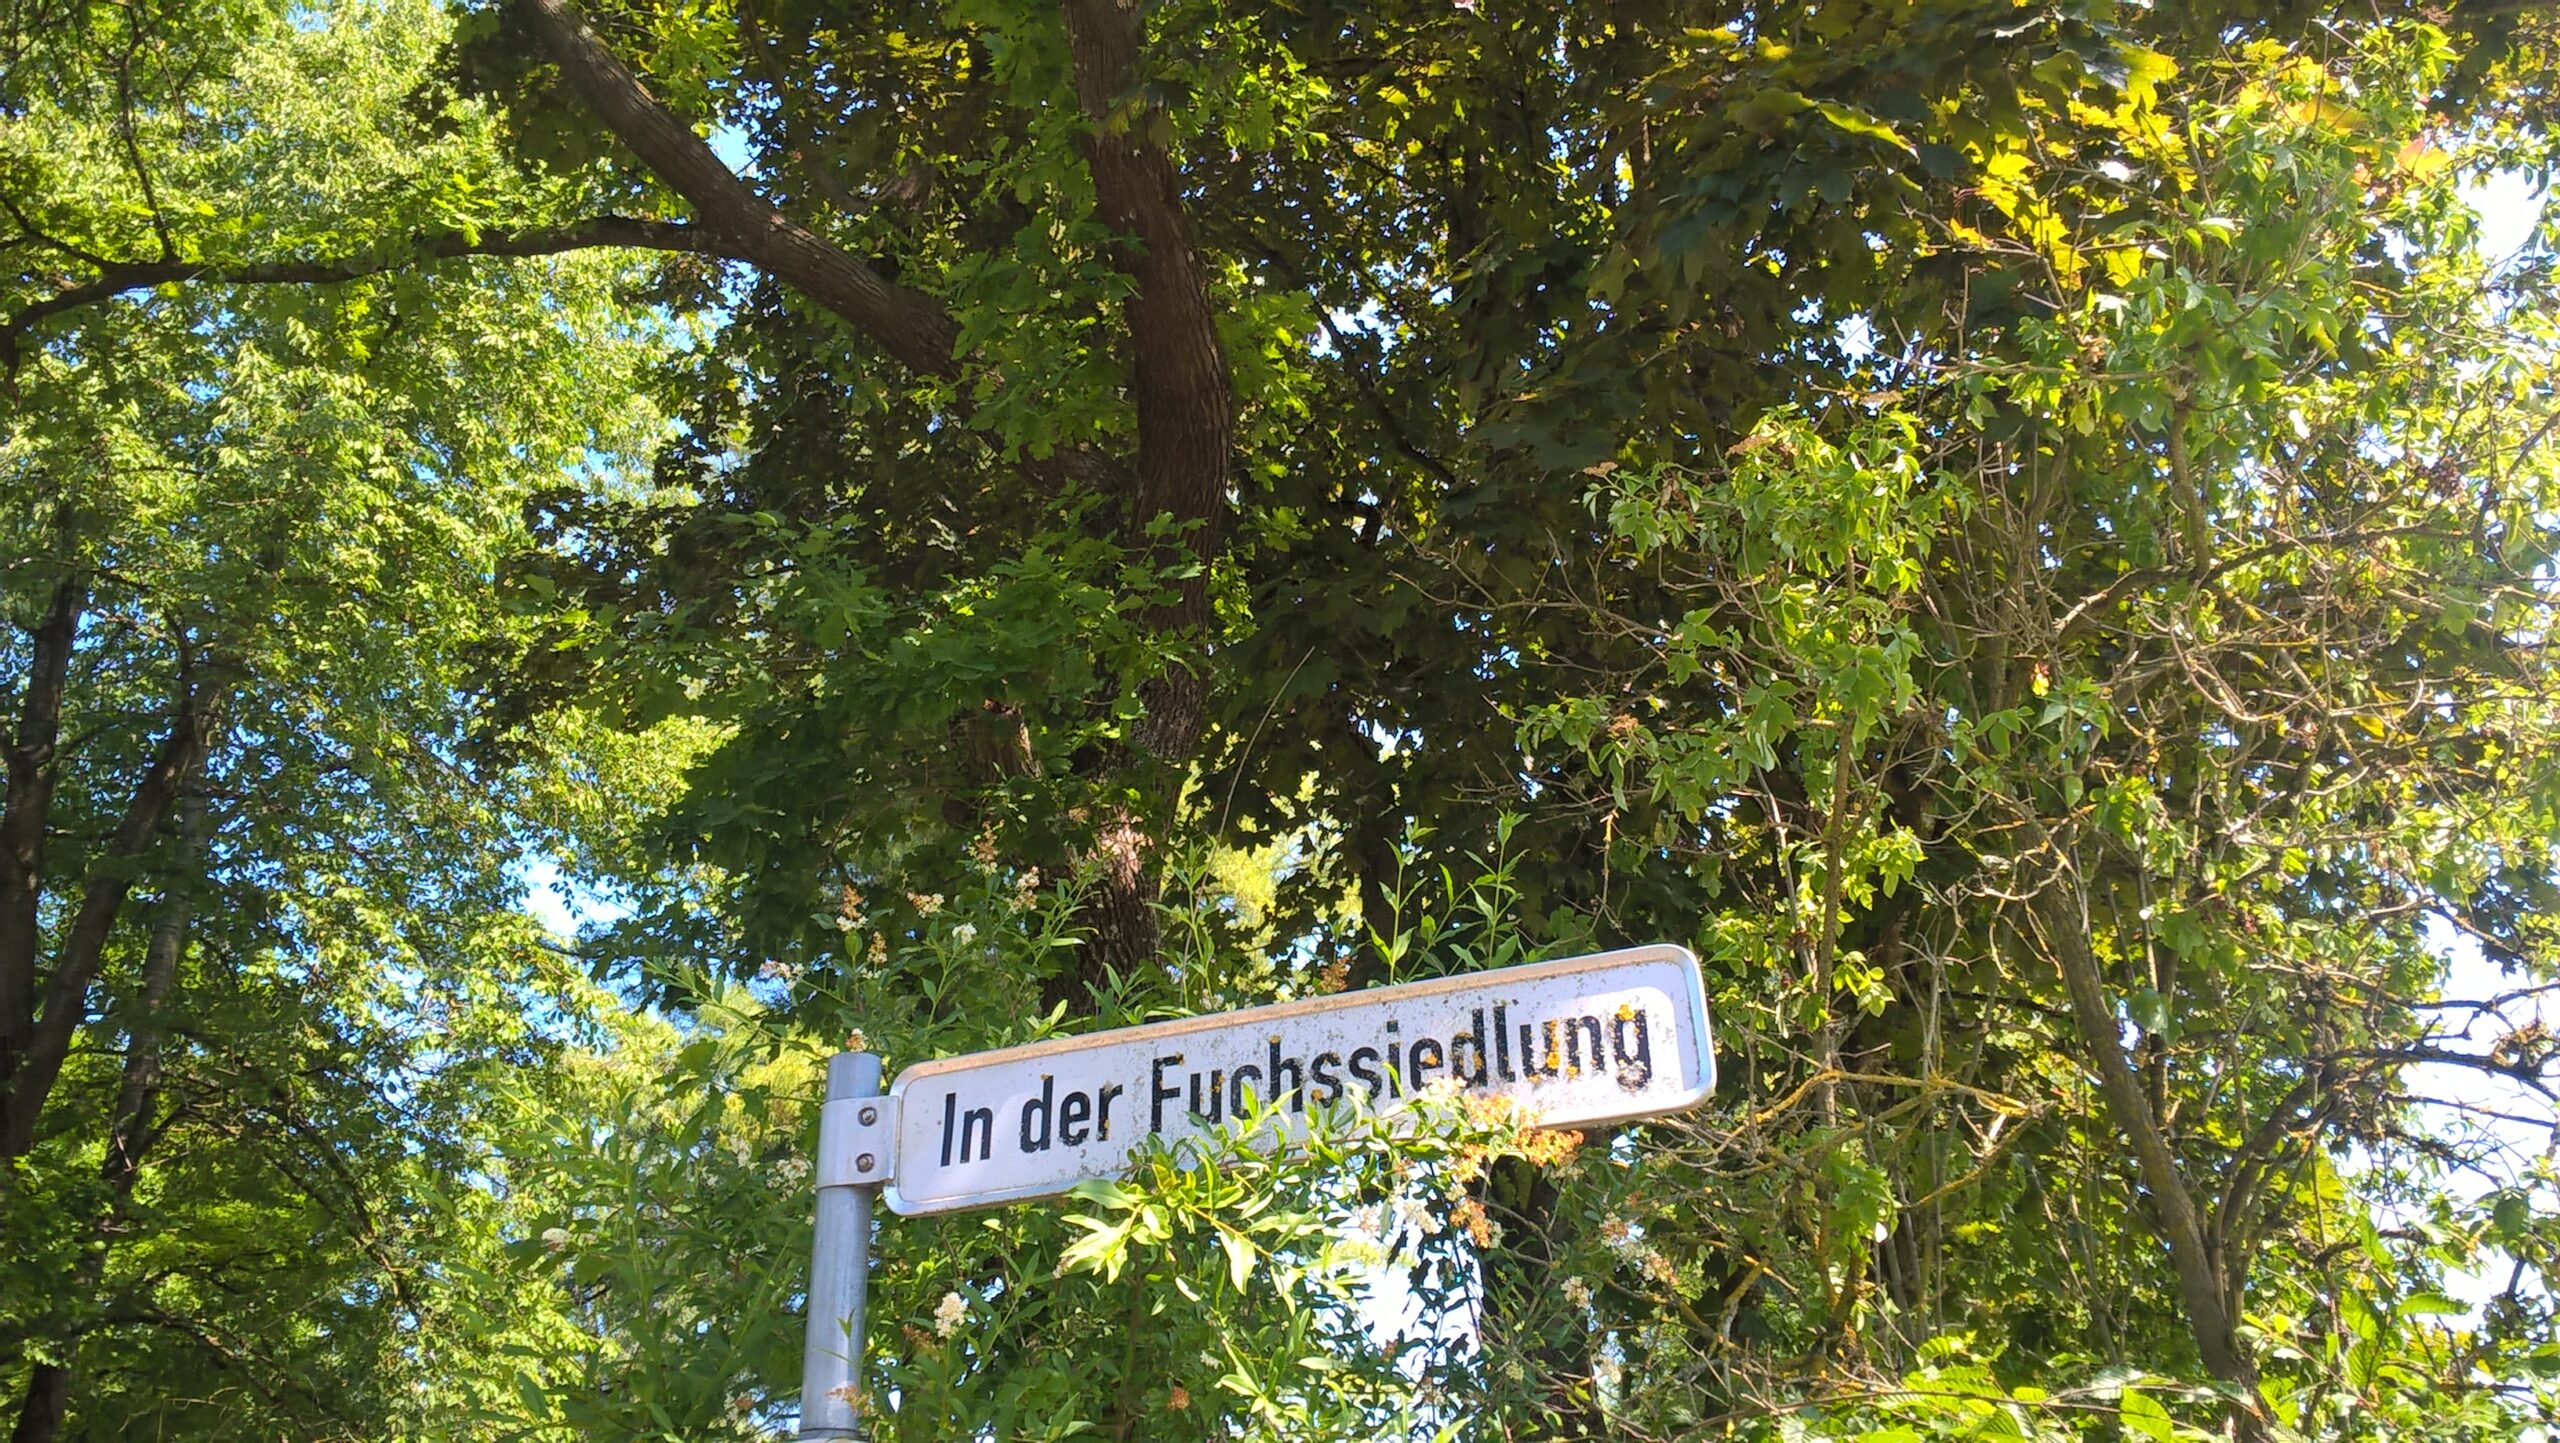 In der Fuchssiedlung